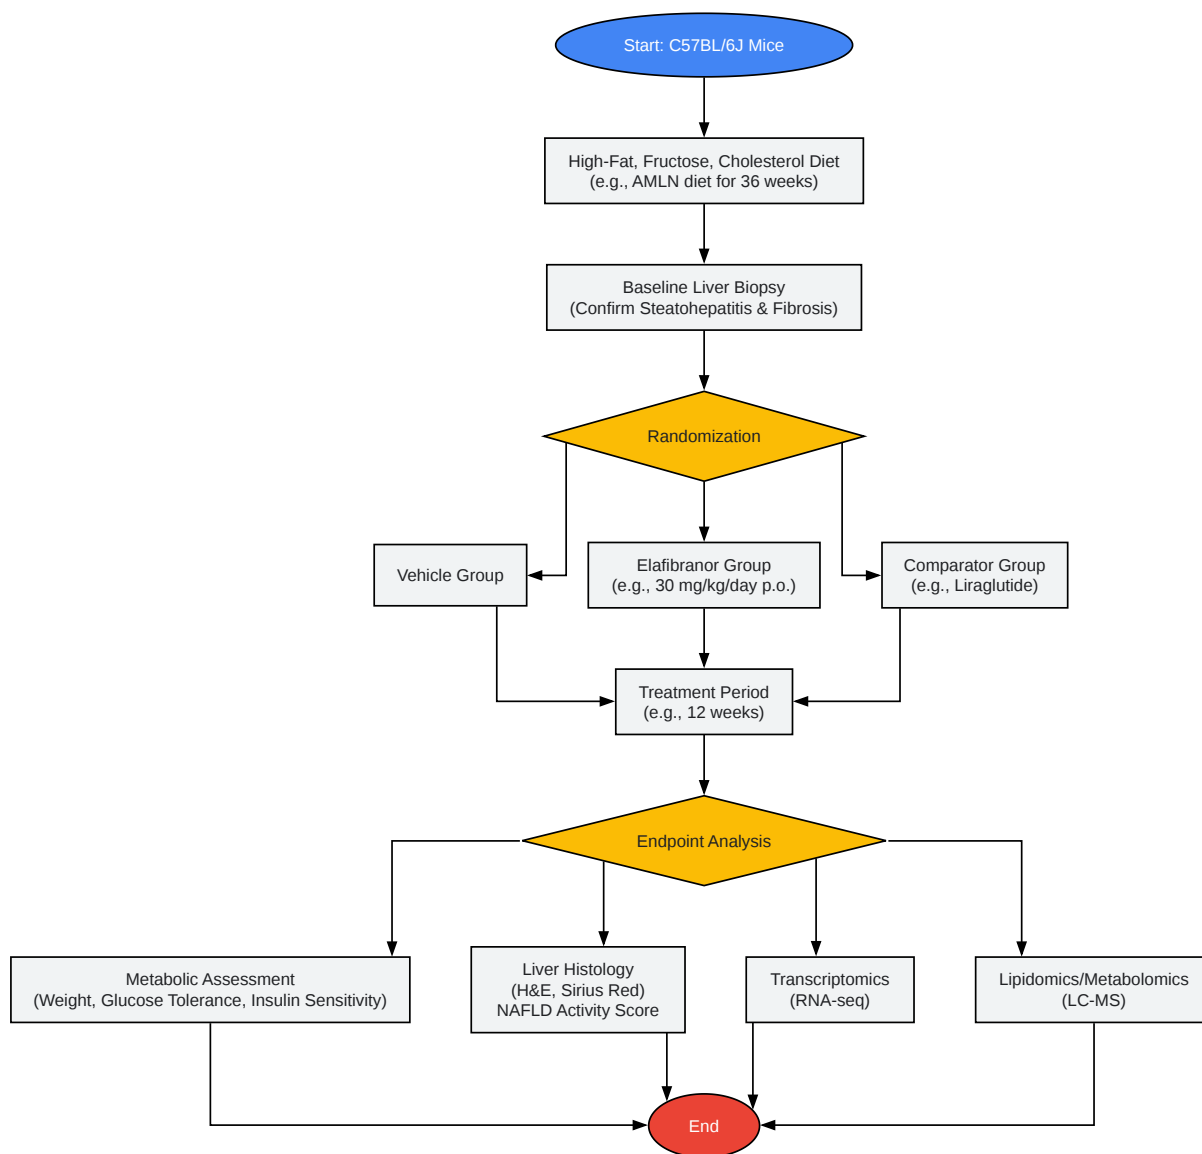 Start: C57BL/6J Mice
High-Fat, Fructose, Cholesterol Diet
(e.g., AMLN diet for 36 weeks)
Baseline Liver Biopsy
(Confirm Steatohepatitis & Fibrosis)
Randomization
Vehicle Group
Elafibranor Group
(e.g., 30 mg/kg/day p.o.)
Comparator Group
(e.g., Liraglutide)
Treatment Period
(e.g., 12 weeks)
Endpoint Analysis
Metabolic Assessment
(Weight, Glucose Tolerance, Insulin Sensitivity)
Liver Histology
(H&E, Sirius Red)
NAFLD Activity Score
Transcriptomics
(RNA-seq)
Lipidomics/Metabolomics
(LC-MS)
End